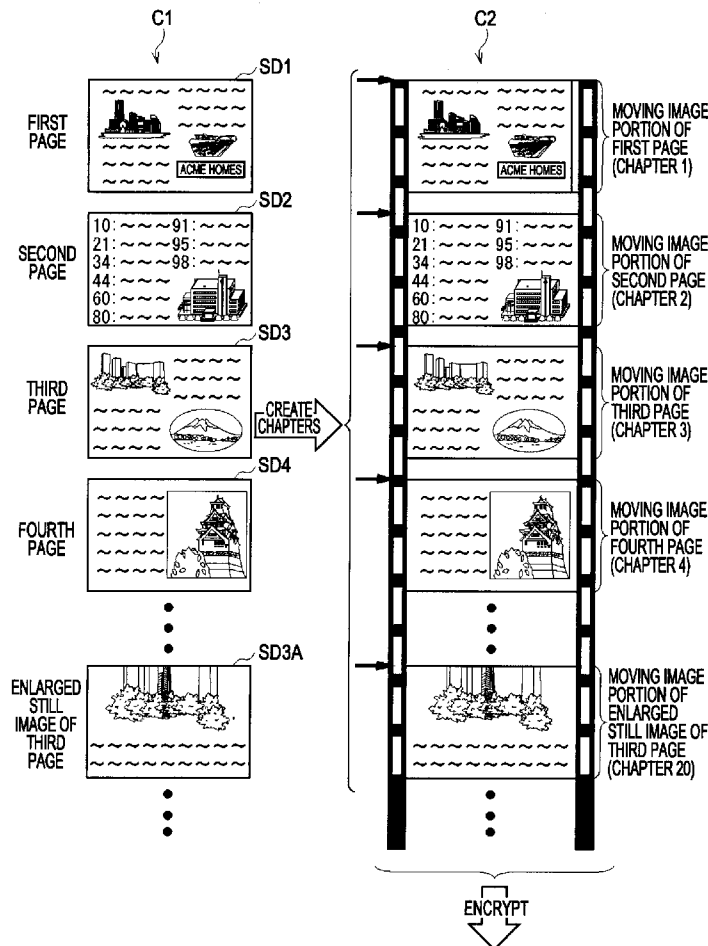 C1
C2
SD1
FIRST
PAGE
ACME HOMES
ACME HOMES
MOVING IMAGE
PORTION OF
FIRST PAGE
(CHAPTER 1)
SD2
SECOND
PAGE
10:
21:
34:
44:
60:
80:
91:
95:
98:
10:
21:
34:
44:
60:
80:
91:
95:
98:
MOVING IMAGE
PORTION OF
SECOND PAGE
(CHAPTER 2)
SD3
THIRD
PAGE
CREATE
CHAPTERS
MOVING IMAGE
PORTION OF
THIRD PAGE
(CHAPTER 3)
SD4
FOURTH
PAGE
MOVING IMAGE
PORTION OF
FOURTH PAGE
(CHAPTER 4)
SD3A
ENLARGED
STILL
IMAGE OF
THIRD
PAGE
MOVING IMAGE
PORTION OF
ENLARGED
STILL IMAGE OF
THIRD PAGE
(CHAPTER 20)
ENCRYPT